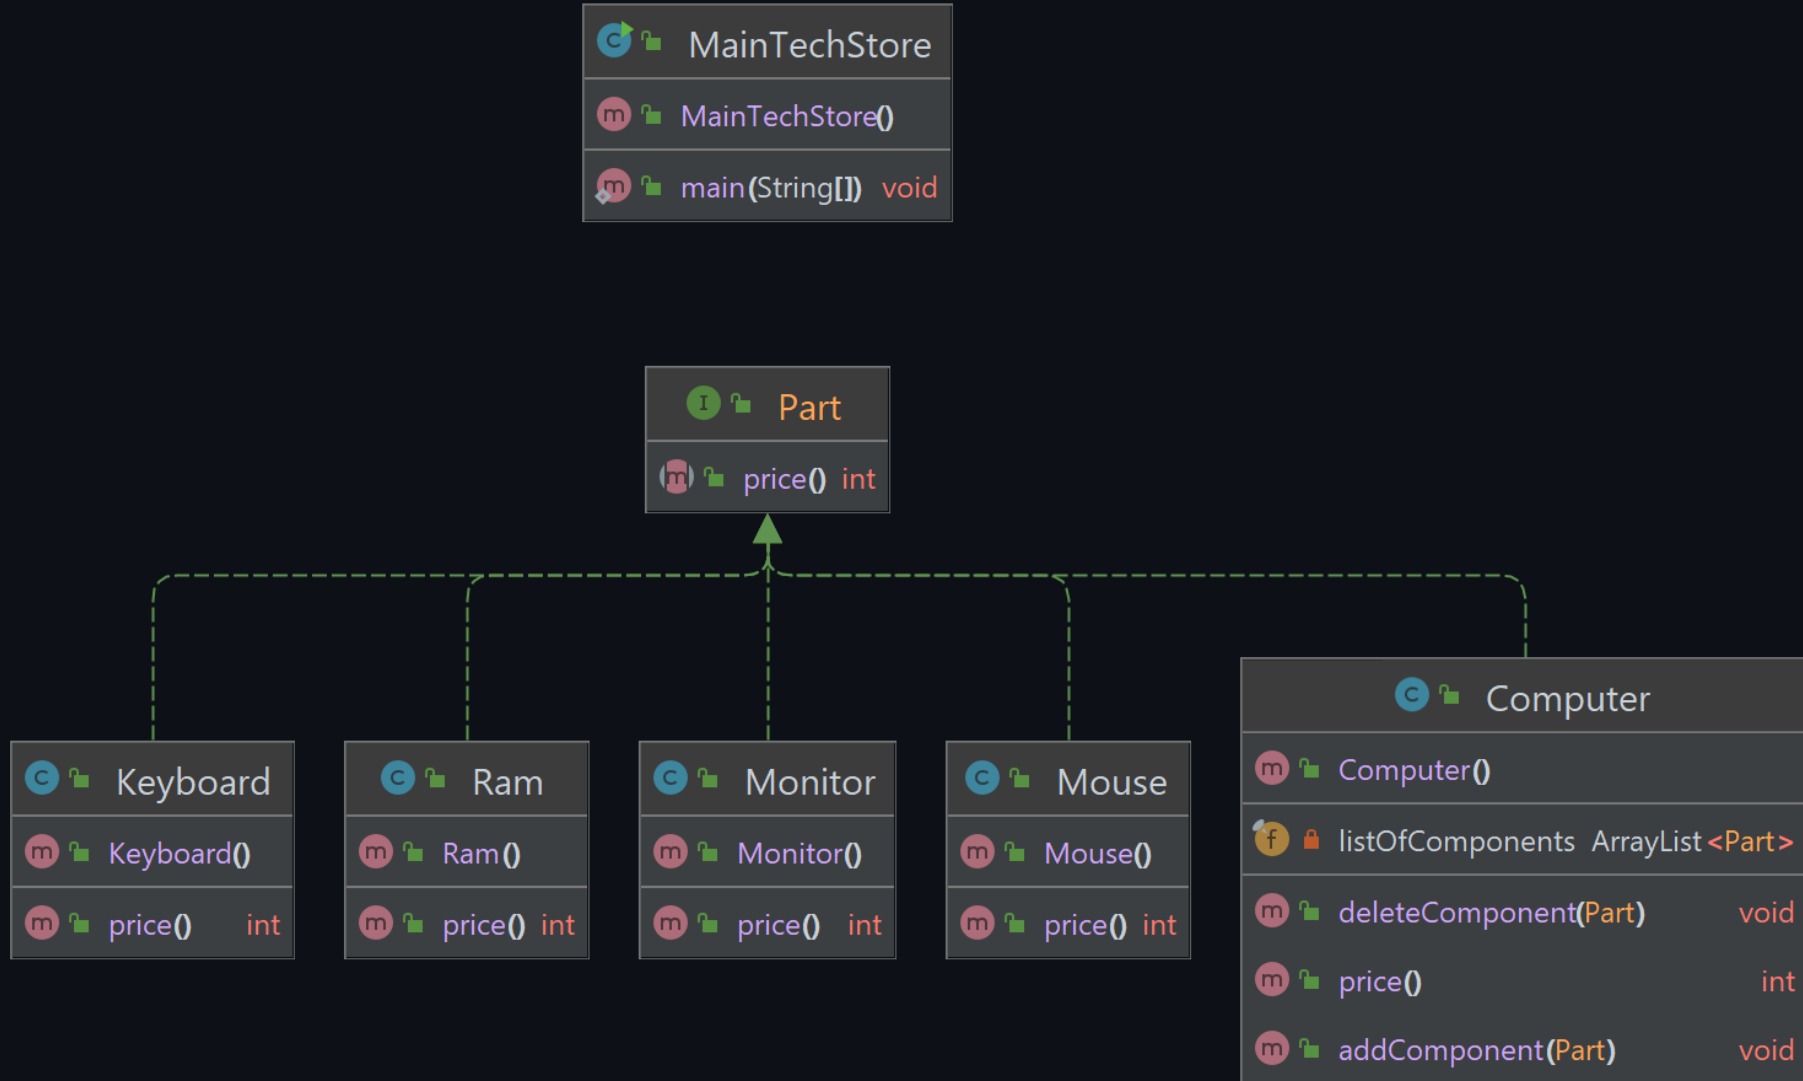 MainTechStore
MainTechStore()
main(String[]) void
Part
price() int
Keyboard
Keyboard()
price() int
Ram
Ram()
price() int
Monitor
Monitor()
price() int
Mouse
Mouse()
price() int
Computer
Computer()
listOfComponents ArrayList<Part>
deleteComponent(Part) void
price() int
addComponent(Part) void